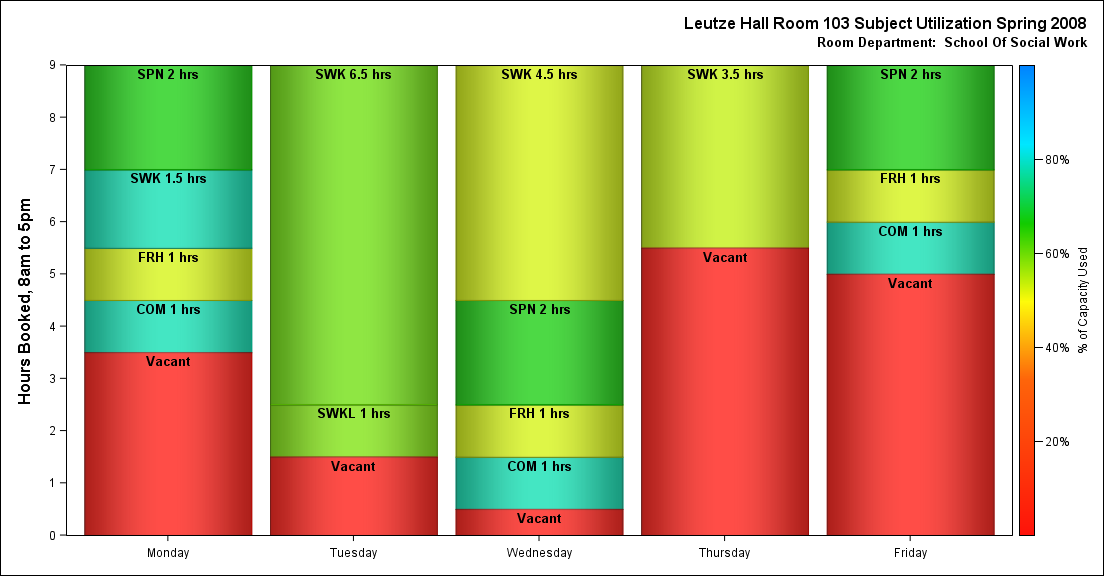 Leutze Hall Room 103 Subject Utilization Spring 2008
Room Department:  School Of Social Work
Hours Booked, 8am to 5pm
9
8
7
6
5
4
3
2
1
0
SPN 2 hrs
SWK 1.5 hrs
FRH 1 hrs
COM 1 hrs
Vacant
Monday
SWK 6.5 hrs
SWKL 1 hrs
Vacant
Tuesday
SWK 4.5 hrs
SPN 2 hrs
FRH 1 hrs
COM 1 hrs
Vacant
Wednesday
SWK 3.5 hrs
Vacant
Thursday
SPN 2 hrs
FRH 1 hrs
COM 1 hrs
Vacant
Friday
80%
60%
40%
20%
% of Capacity Used